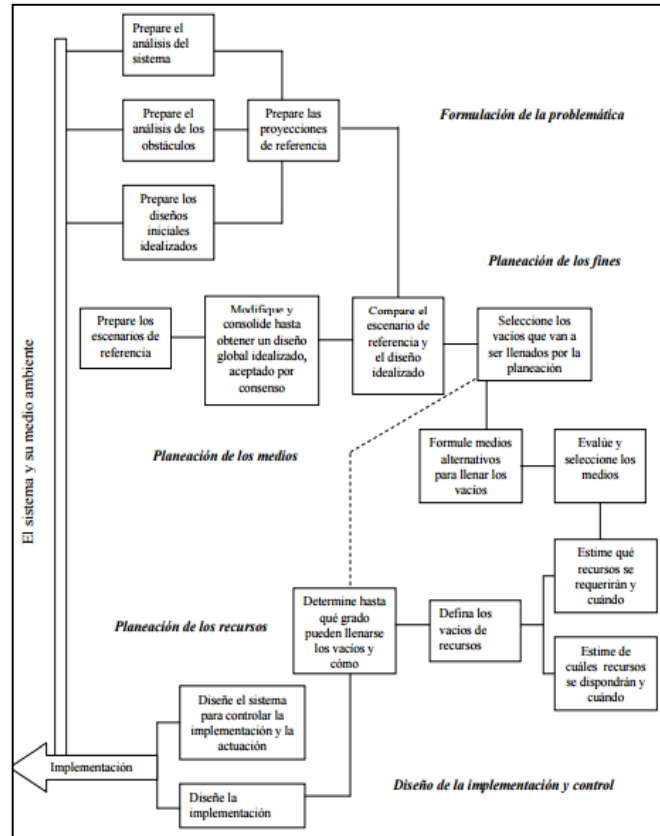 Prepare el
análisis del
sistema
Prepare el
análisis de los
obstáculos
Prepare las
proyecciones
de referencia
Formulación de la problemática
Prepare los
diseños
iniciales
idealizados
Planeación de los fines
Prepare los
escenarios de
referencia
Modifique y
consolide hasta
obtener un diseño
global idealizado,
aceptado por
consenso
Compare el
escenario de
referencia y
el diseño
idealizado
Seleccione los
vacíos que van a
ser llenados por la
planeación
Planeación de los medios
Formule medios
alternativos
para llenar los
vacíos
Evalúe y
seleccione los
medios
El sistema y su medio ambiente
Estime qué
recursos se
requerirán y
cuándo
Planeación de los recursos
Determine hasta
qué grado
pueden llenarse
los vacíos y
cómo
Defina los
vacíos de
recursos
Estime de
cuáles recursos
se dispondrán y
cuándo
Diseñe el sistema
para controlar la
implementación y la
actuación
Implementación
Diseñe la
implementación
Diseño de la implementación y control